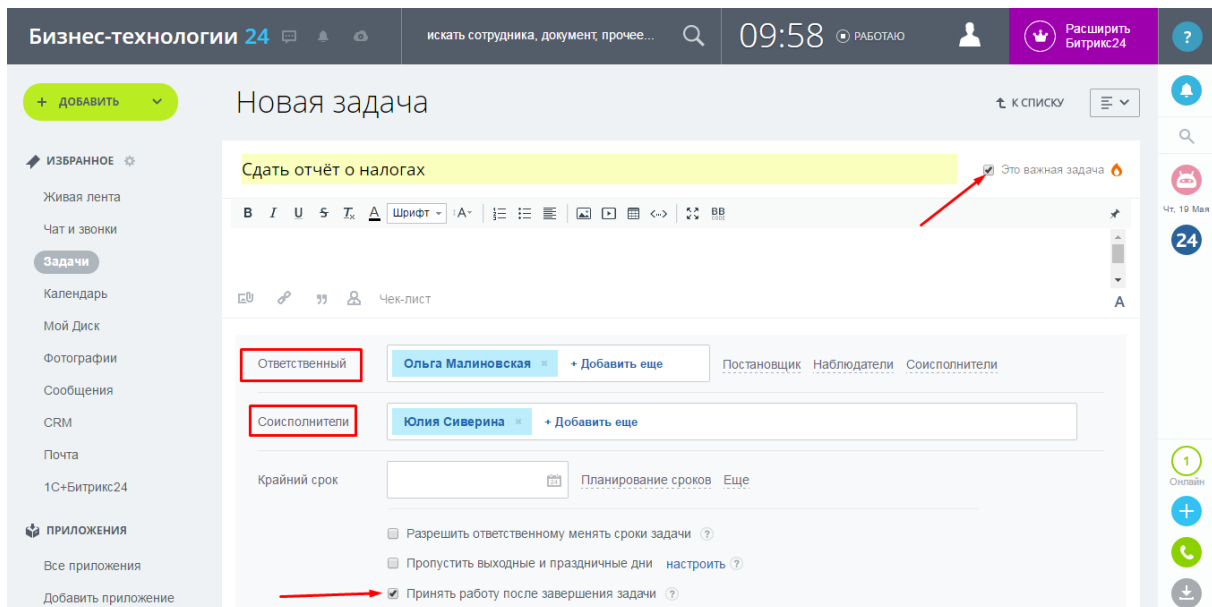 Бизнес-технологии 24
искать сотрудника, документ, прочее...
09:58 РАБОТАЮ
Расширить
Битрикс24
?
+ ДОБАВИТЬ
Новая задача
К СПИСКУ
ИЗБРАННОЕ
Сдать отчёт о налогах
Это важная задача
Живая лента
B I U S Tx A Шрифт A
BB
CODE
Чт, 19 Мая
Чат и звонки
Задачи
24
Календарь
Чек-лист
A
Мой Диск
Фотографии
Ответственный
Ольга Малиновская × + Добавить еще
Постановщик Наблюдатели Соисполнители
Сообщения
CRM
Соисполнители
Юлия Сиверина × + Добавить еще
Почта
1С+Битрикс24
Крайний срок
24
Планирование сроков Еще
1
Онлайн
ПРИЛОЖЕНИЯ
Разрешить ответственному менять сроки задачи ?
Все приложения
Пропустить выходные и праздничные дни настроить ?
Добавить приложение
Принять работу после завершения задачи ?